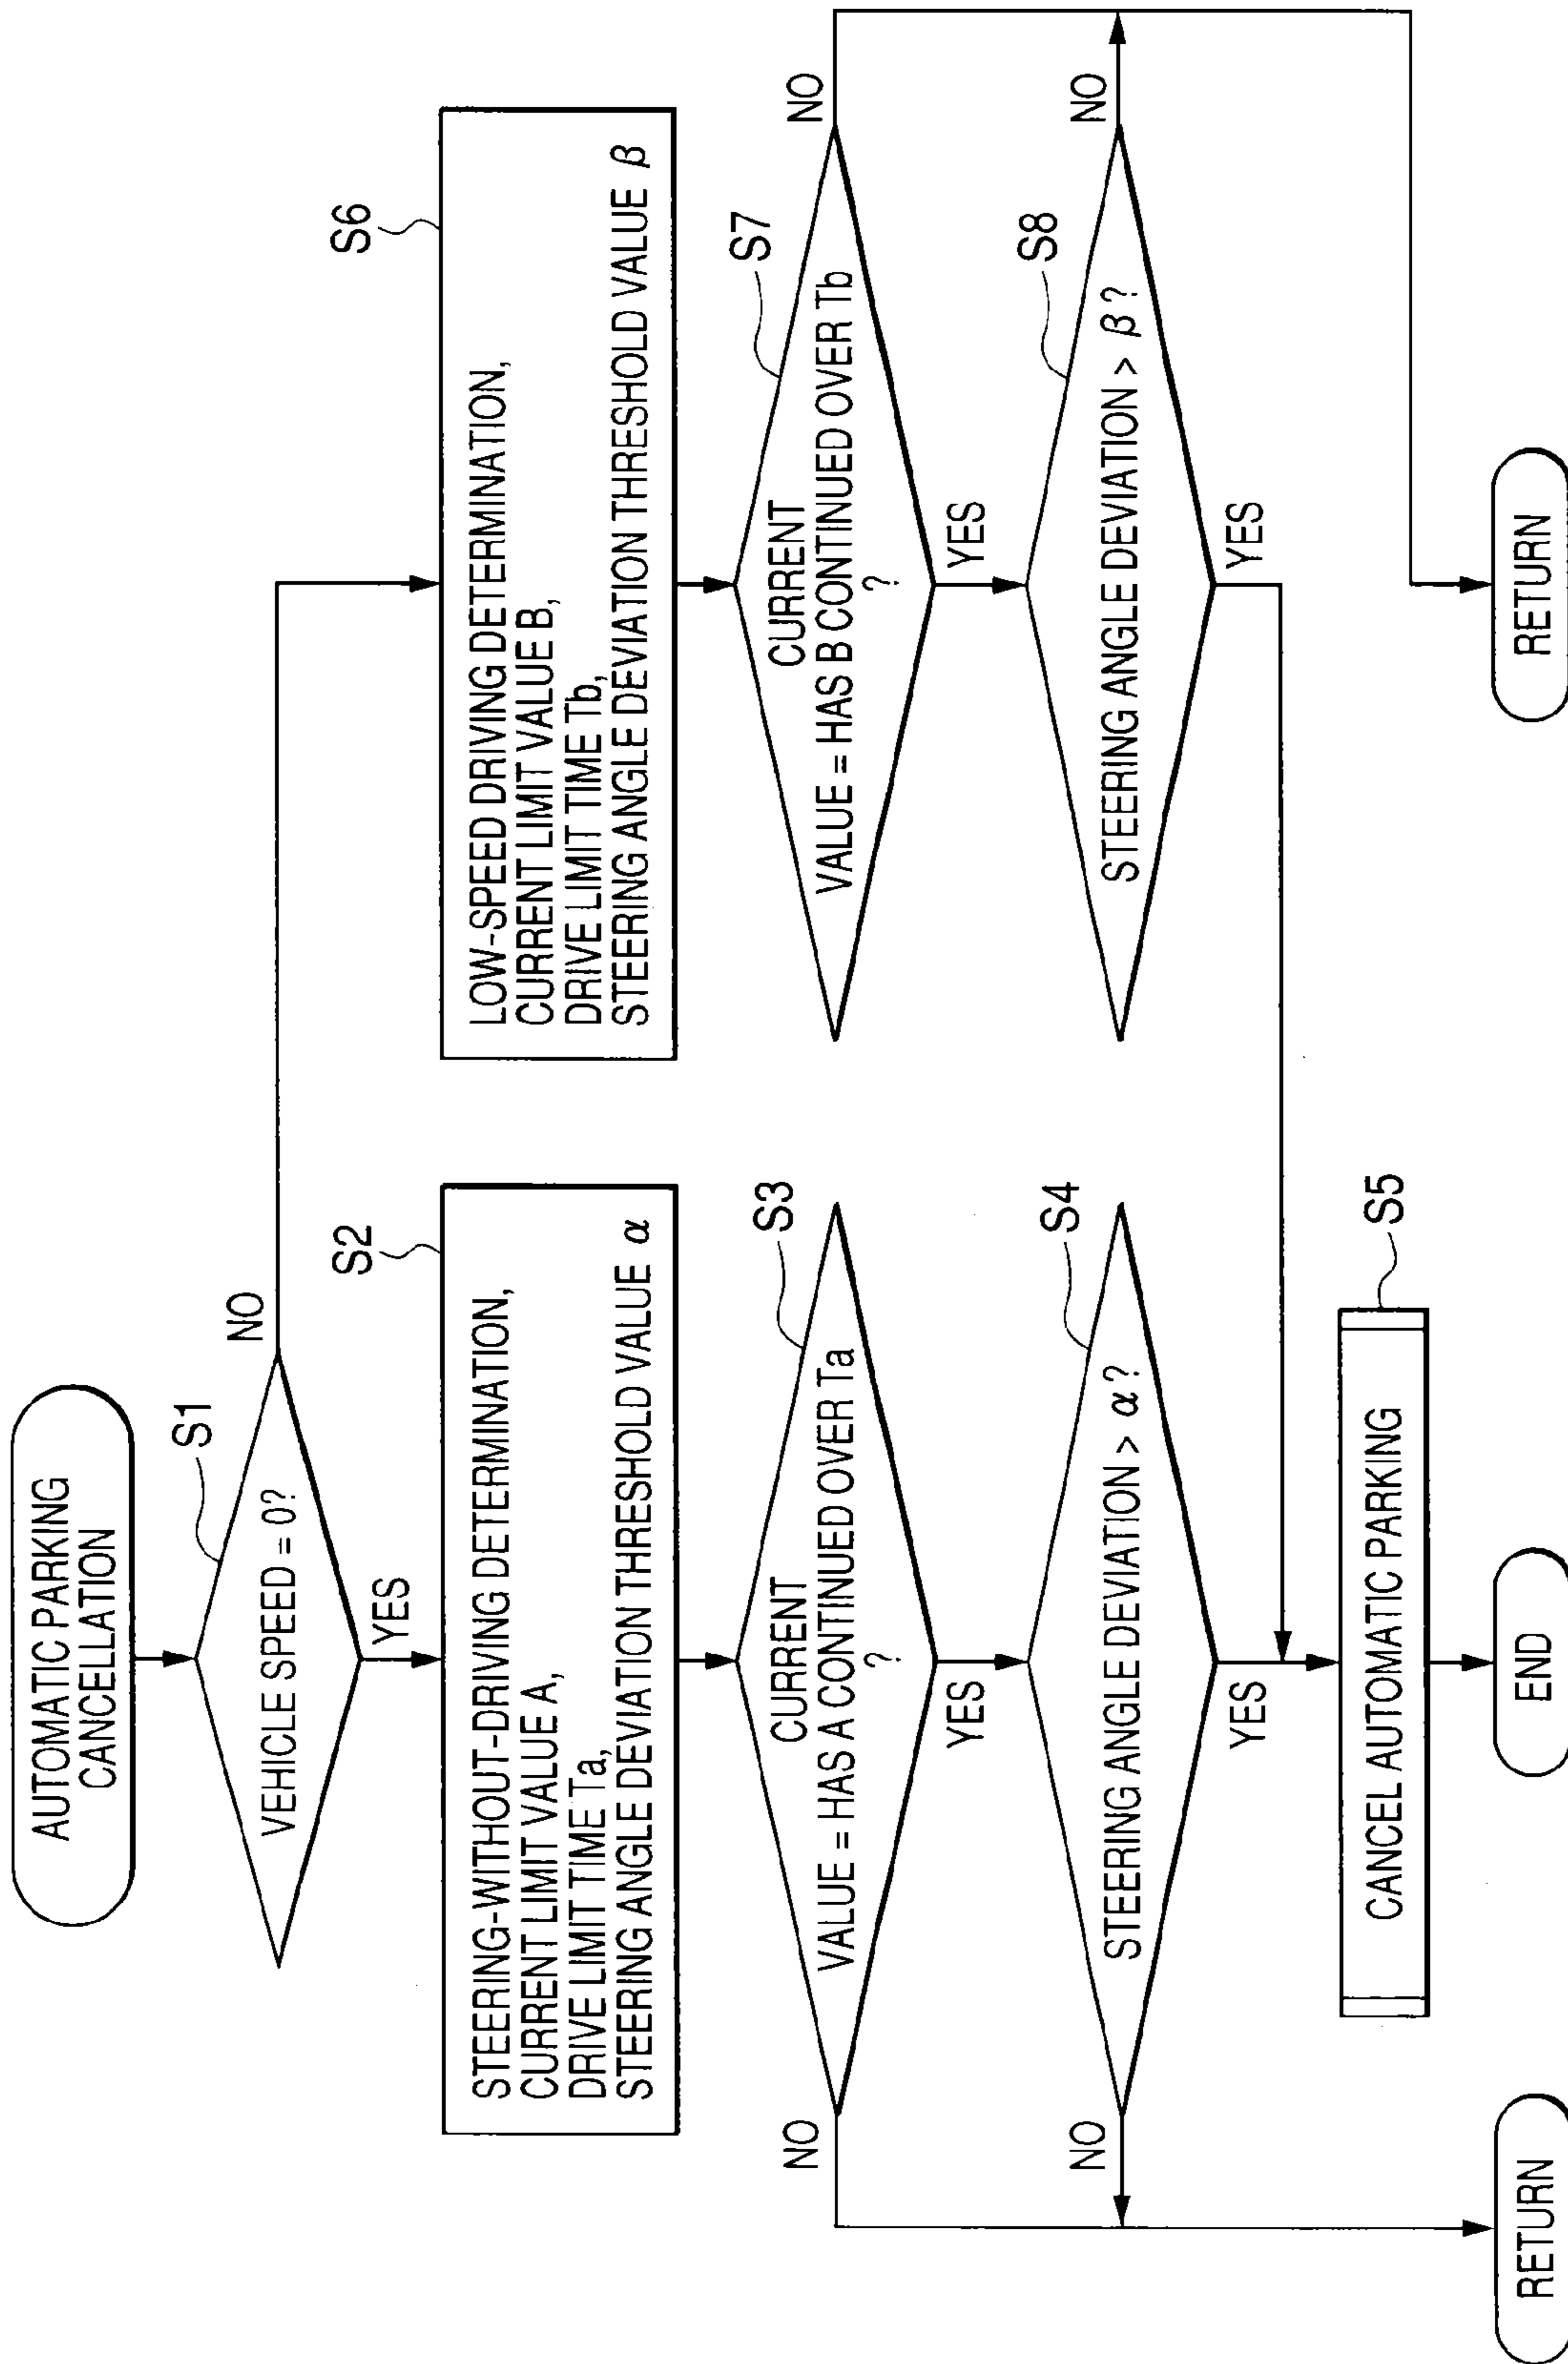 AUTOMATIC PARKING
CANCELLATION
S1
VEHICLE SPEED = 0?
NO
YES
S2
STEERING-WITHOUT-DRIVING DETERMINATION,
CURRENT LIMIT VALUE A,
DRIVE LIMIT TIME Ta,
STEERING ANGLE DEVIATION THRESHOLD VALUE α
S3
CURRENT
VALUE = HAS A CONTINUED OVER Ta
?
NO
YES
S4
STEERING ANGLE DEVIATION > α ?
NO
YES
S5
CANCEL AUTOMATIC PARKING
RETURN
END
S6
LOW-SPEED DRIVING DETERMINATION,
CURRENT LIMIT VALUE B,
DRIVE LIMIT TIME Tb,
STEERING ANGLE DEVIATION THRESHOLD VALUE β
S7
CURRENT
VALUE = HAS B CONTINUED OVER Tb
?
NO
YES
S8
STEERING ANGLE DEVIATION > β ?
NO
YES
RETURN